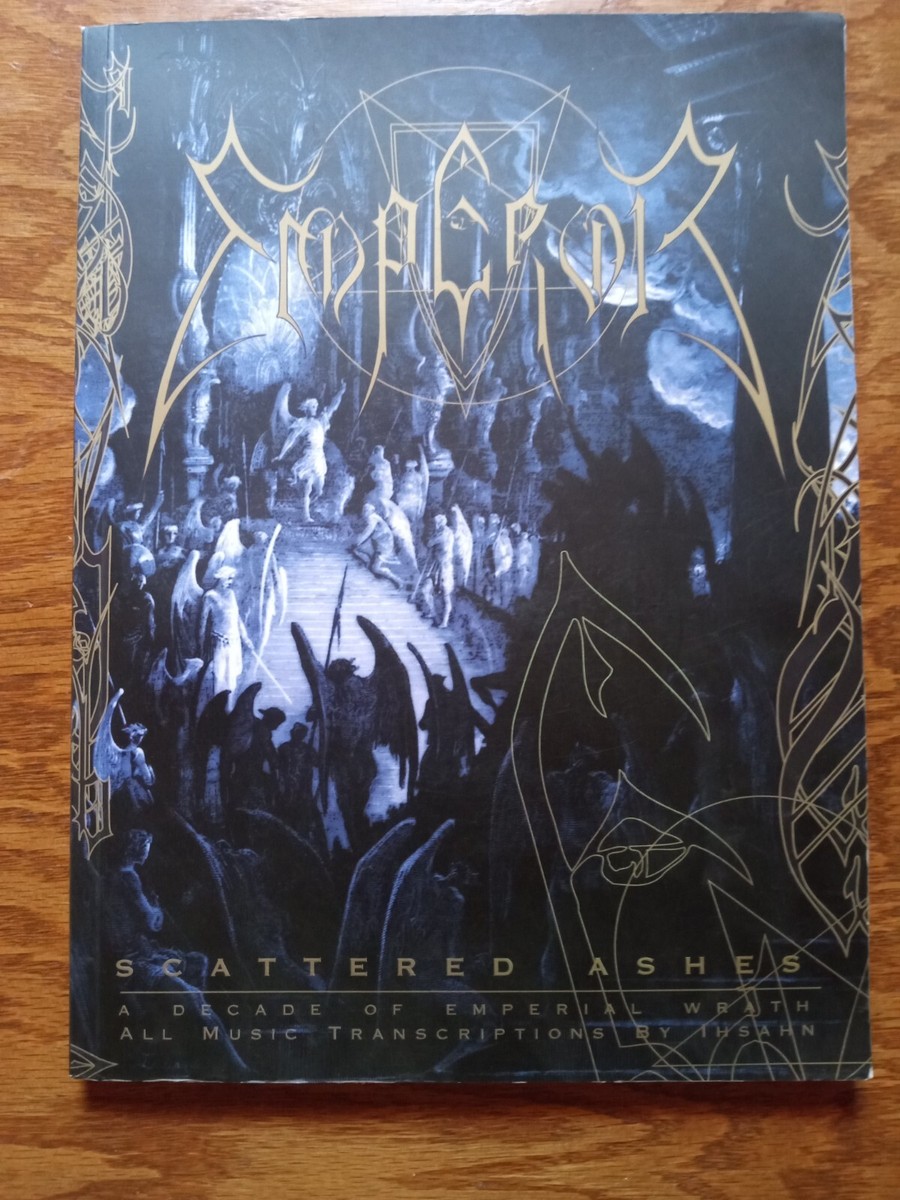 EMPEROR
SCATTERED ASHES
A DECADE OF EMPERIAL WRATH
ALL MUSIC TRANSCRIPTIONS BY IHSAHN